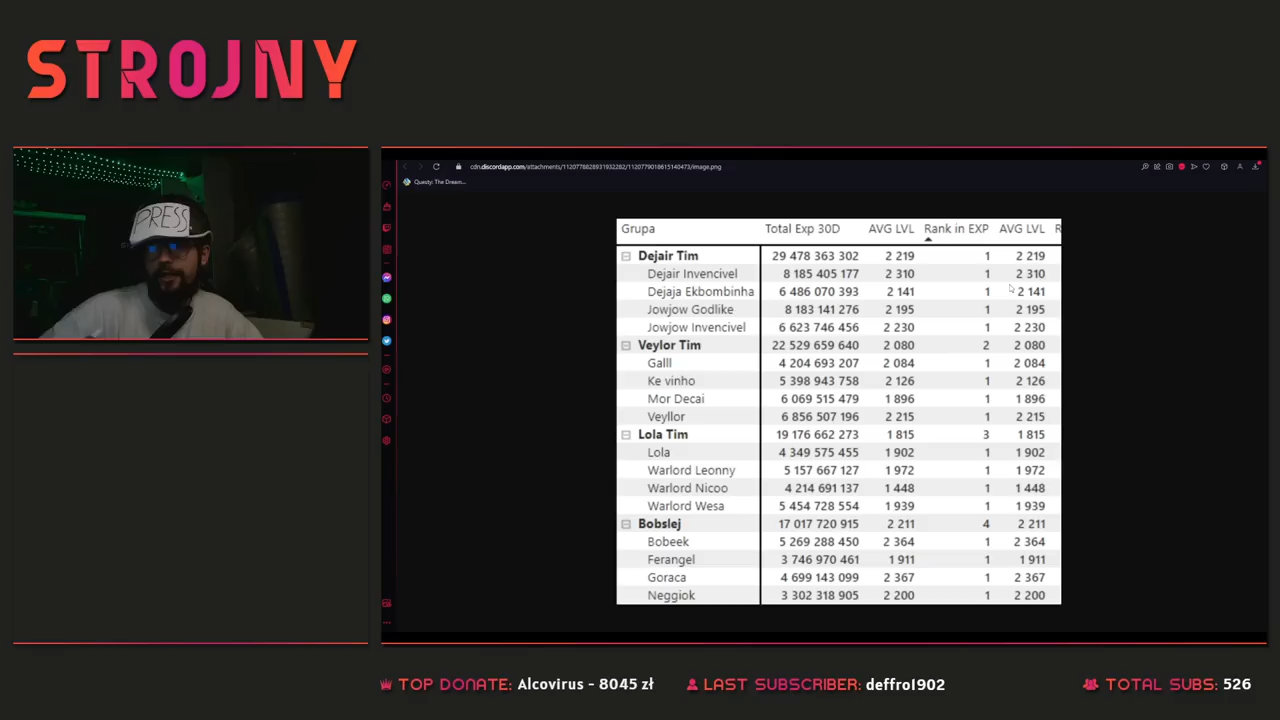 STROJNY
PRESS
cdn.discordapp.com/attachments/1120778828931932282/1120779018615140473/image.png
Questy: The Dream...
Grupa Total Exp 30D AVG LVL Rank in EXP AVG LVL R
Dejair Tim 29 478 363 302 2 219 1 2 219
Dejair Invencivel 8 185 405 177 2 310 1 2 310
Dejaja Ekbombinha 6 486 070 393 2 141 1 2 141
Jowjow Godlike 8 183 141 276 2 195 1 2 195
Jowjow Invencivel 6 623 746 456 2 230 1 2 230
Veylor Tim 22 529 659 640 2 080 2 2 080
Galll 4 204 693 207 2 084 1 2 084
Ke vinho 5 398 943 758 2 126 1 2 126
Mor Decai 6 069 515 479 1 896 1 1 896
Veyllor 6 856 507 196 2 215 1 2 215
Lola Tim 19 176 662 273 1 815 3 1 815
Lola 4 349 575 455 1 902 1 1 902
Warlord Leonny 5 157 667 127 1 972 1 1 972
Warlord Nicoo 4 214 691 137 1 448 1 1 448
Warlord Wesa 5 454 728 554 1 939 1 1 939
Bobslej 17 017 720 915 2 211 4 2 211
Bobeek 5 269 288 450 2 364 1 2 364
Ferangel 3 746 970 461 1 911 1 1 911
Goraca 4 699 143 099 2 367 1 2 367
Neggiok 3 302 318 905 2 200 1 2 200
TOP DONATE: Alcovirus - 8045 zł LAST SUBSCRIBER: deffro1902 TOTAL SUBS: 526